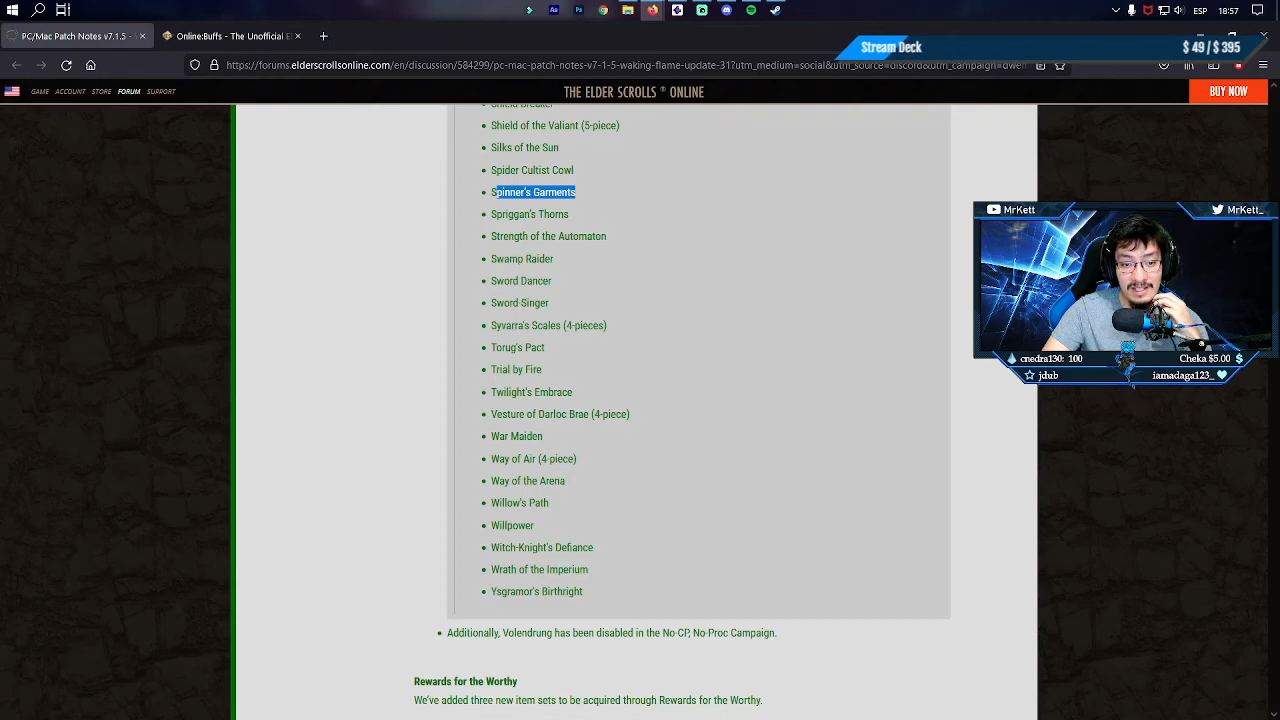 SP 18:57
PC/Mac Patch Notes v7.1.5 -
Online:Buffs - The Unofficial El
Stream Deck $ 49 / $ 395
https://forums.elderscrollsonline.com/en/discussion/584299/pc-mac-patch-notes-v7-1-5-waking-flame-update-31?utm_medium=social&utm_source=discord&utm_campaign=dwem
GAME ACCOUNT STORE FORUM SUPPORT
THE ELDER SCROLLS ® ONLINE
BUY NOW
Shield Breaker
• Shield of the Valiant (5-piece)
• Silks of the Sun
• Spider Cultist Cowl
• Spinner's Garments
• Spriggan's Thorns
• Strength of the Automaton
• Swamp Raider
• Sword Dancer
• Sword-Singer
• Syvarra's Scales (4-pieces)
• Torug's Pact
• Trial by Fire
• Twilight's Embrace
• Vesture of Darloc Brae (4-piece)
• War Maiden
• Way of Air (4-piece)
• Way of the Arena
• Willow's Path
• Willpower
• Witch-Knight's Defiance
• Wrath of the Imperium
• Ysgramor's Birthright
• Additionally, Volendrung has been disabled in the No-CP, No-Proc Campaign.
Rewards for the Worthy
We've added three new item sets to be acquired through Rewards for the Worthy.
MrKett MrKett_
cnedra130: 100 Cheka $5.00 $
jdub iamadaga123_